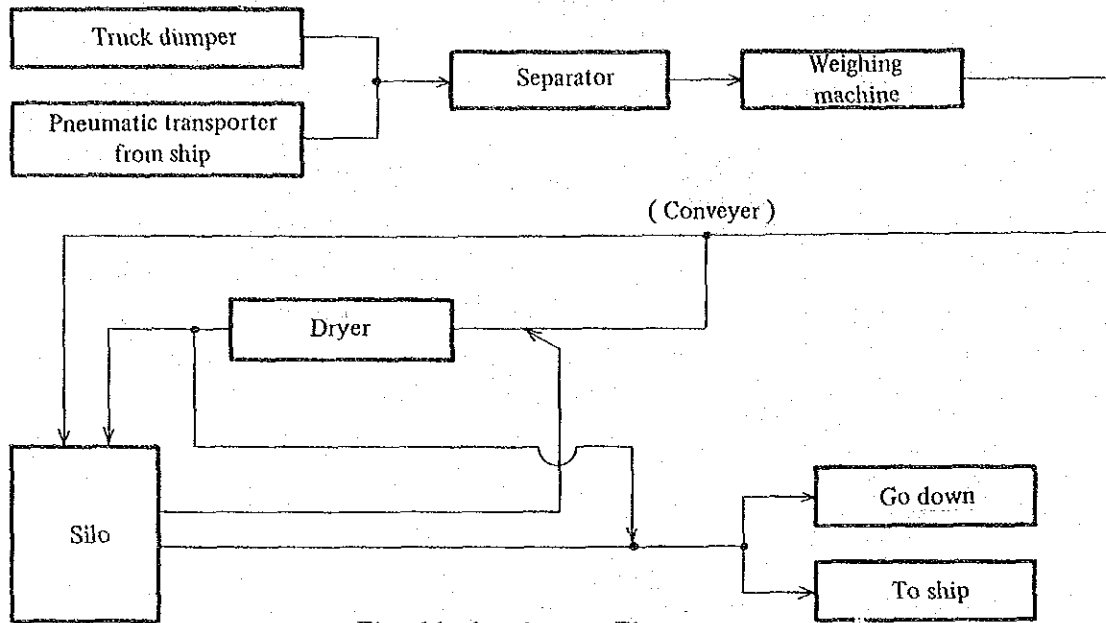 Truck dumper
Pneumatic transporter
from ship
Separator
Weighing
machine
( Conveyer )
Dryer
Silo
Go down
To ship